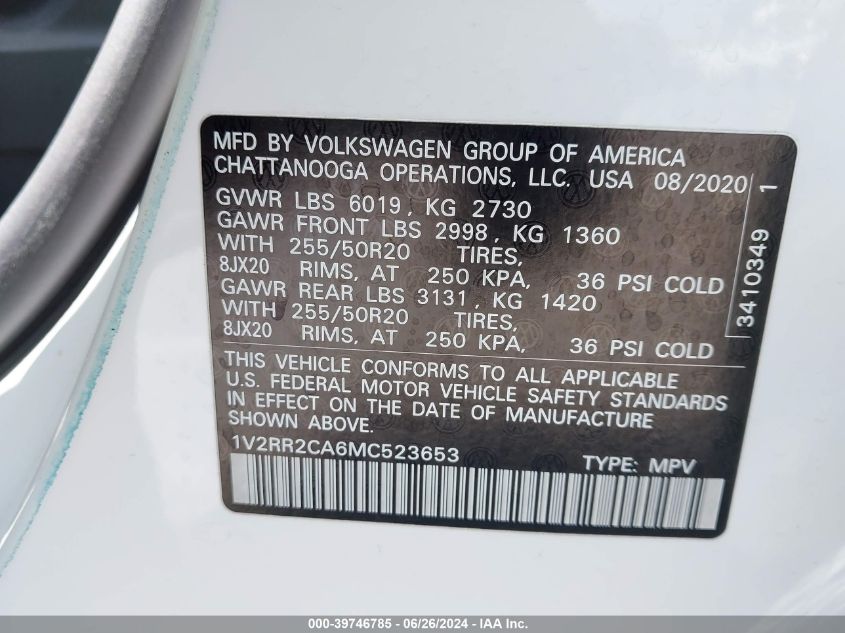 MFD BY VOLKSWAGEN GROUP OF AMERICA
CHATTANOOGA OPERATIONS, LLC. USA 08/2020
GVWR LBS 6019, KG 2730
GAWR FRONT LBS 2998, KG 1360
WITH 255/50R20 TIRES,
8JX20 RIMS, AT 250 KPA, 36 PSI COLD
GAWR REAR LBS 3131, KG 1420
WITH 255/50R20 TIRES,
8JX20 RIMS, AT 250 KPA, 36 PSI COLD
THIS VEHICLE CONFORMS TO ALL APPLICABLE
U.S. FEDERAL MOTOR VEHICLE SAFETY STANDARDS
IN EFFECT ON THE DATE OF MANUFACTURE
SHOWN ABOVE.
1V2RR2CA6MC523653 TYPE: MPV
3410349 1
000-39746785 - 06/26/2024 - IAA Inc.